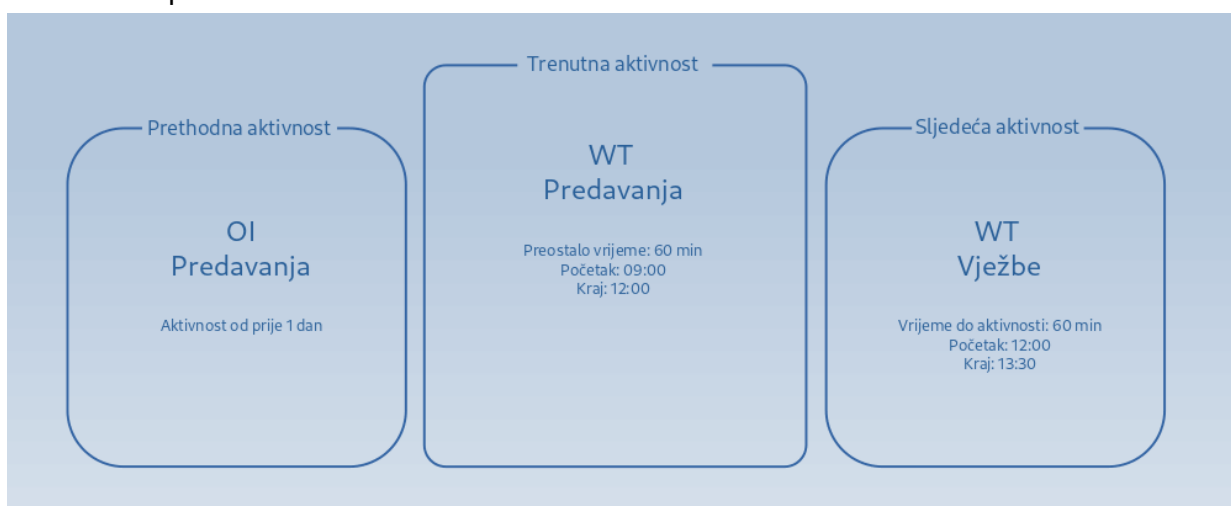 Prethodna aktivnost
OI
Predavanja
Aktivnost od prije 1 dan
Trenutna aktivnost
WT
Predavanja
Preostalo vrijeme: 60 min
Početak: 09:00
Kraj: 12:00
Sljedeća aktivnost
WT
Vježbe
Vrijeme do aktivnosti: 60 min
Početak: 12:00
Kraj: 13:30